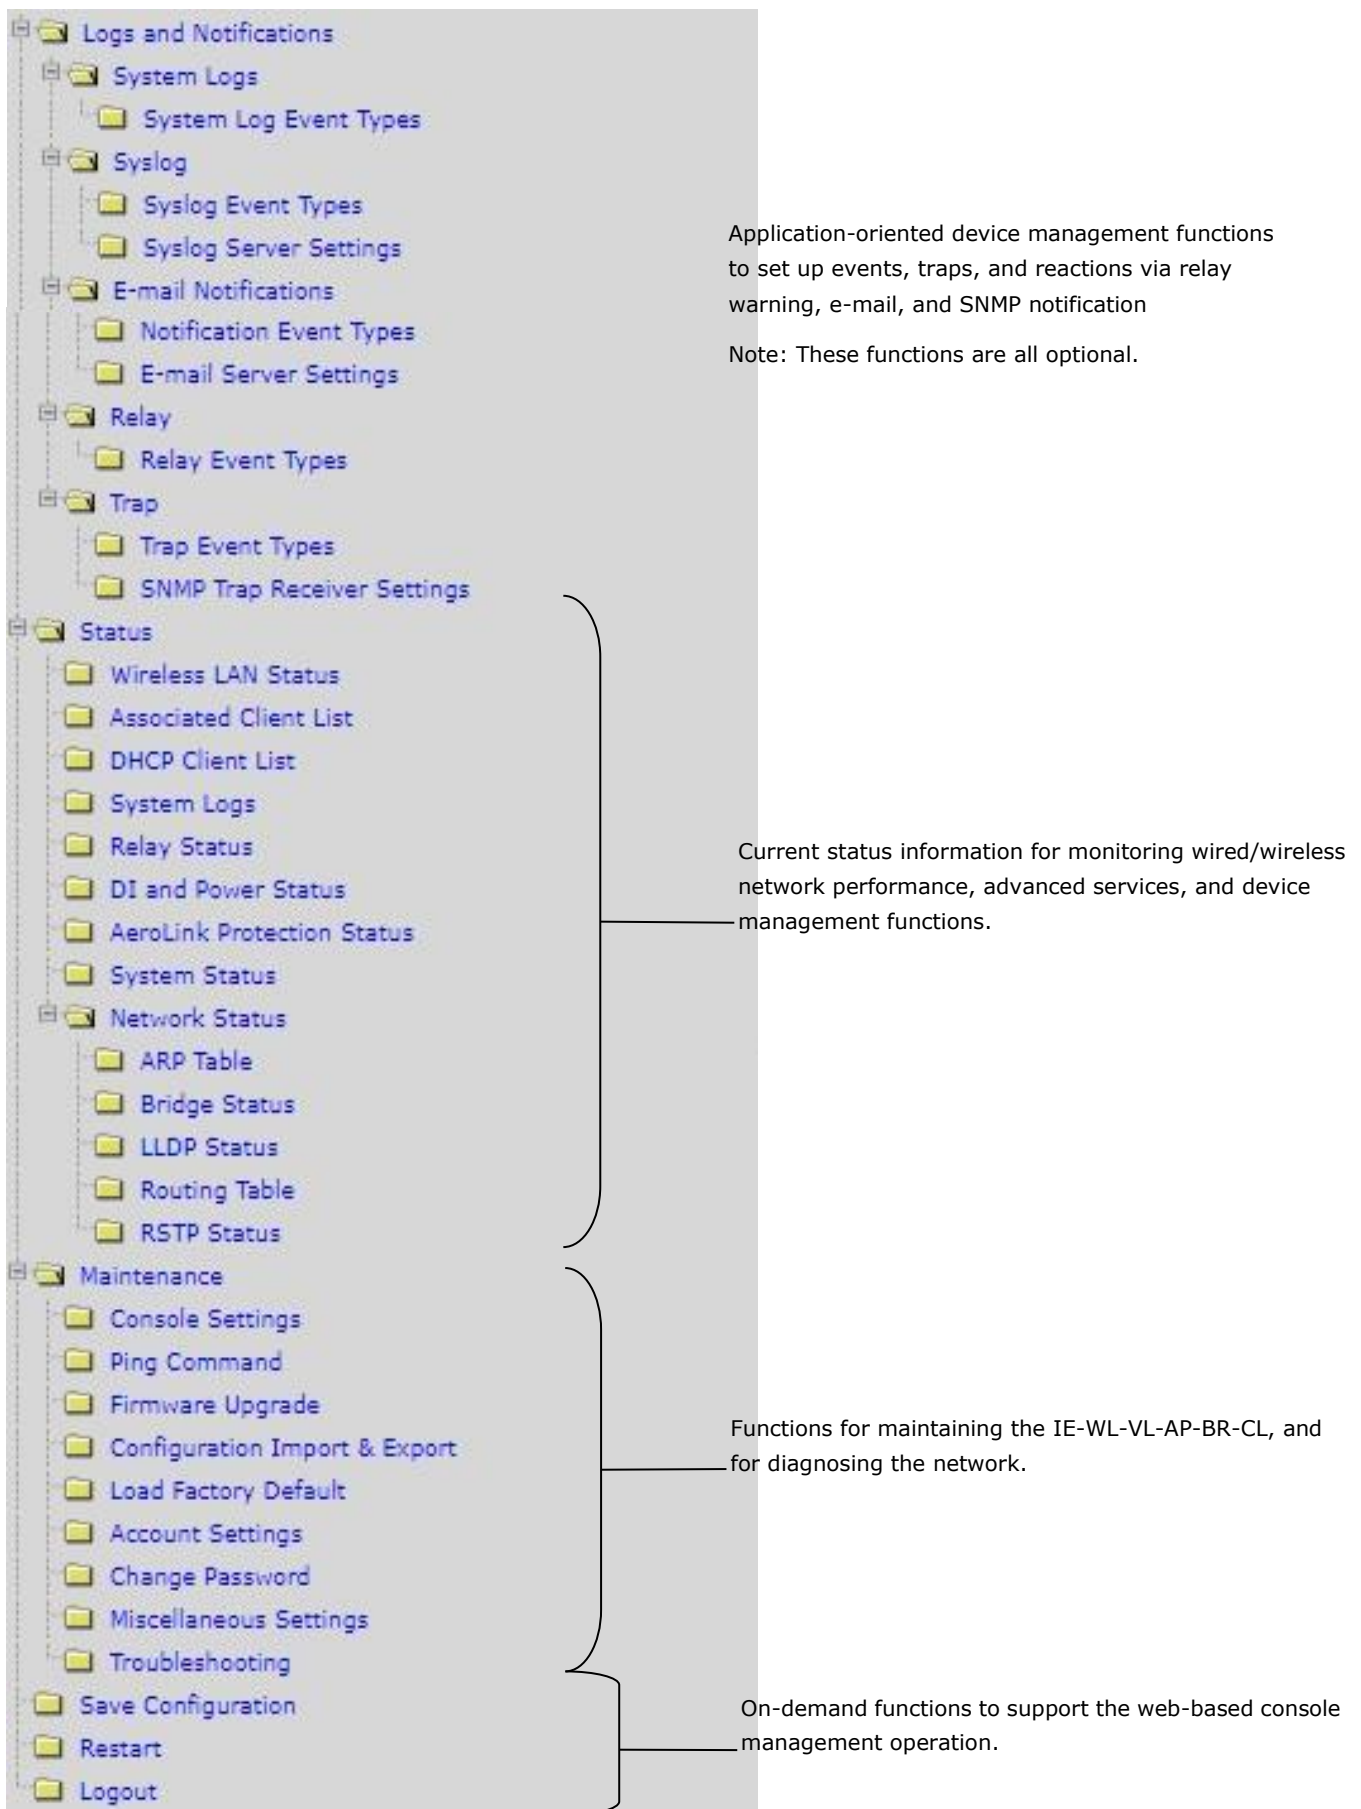 Logs and Notifications
System Logs
System Log Event Types
Syslog
Syslog Event Types
Syslog Server Settings
E-mail Notifications
Notification Event Types
E-mail Server Settings
Relay
Relay Event Types
Trap
Trap Event Types
SNMP Trap Receiver Settings
Application-oriented device management functions
to set up events, traps, and reactions via relay
warning, e-mail, and SNMP notification
Note: These functions are all optional.
Status
Wireless LAN Status
Associated Client List
DHCP Client List
System Logs
Relay Status
DI and Power Status
AeroLink Protection Status
System Status
Network Status
ARP Table
Bridge Status
LLDP Status
Routing Table
RSTP Status
Current status information for monitoring wired/wireless
network performance, advanced services, and device
management functions.
Maintenance
Console Settings
Ping Command
Firmware Upgrade
Configuration Import & Export
Load Factory Default
Account Settings
Change Password
Miscellaneous Settings
Troubleshooting
Functions for maintaining the IE-WL-VL-AP-BR-CL, and
for diagnosing the network.
Save Configuration
Restart
Logout
On-demand functions to support the web-based console
management operation.